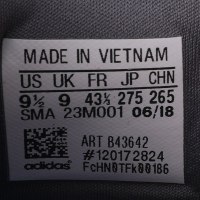 MADE IN VIETNAM
US UK FR JP CHN
9½ 9 43⅓ 275 265
SMA 23M001 06/18
ART B43642
#120172824
adidas FcHN0TFk00186